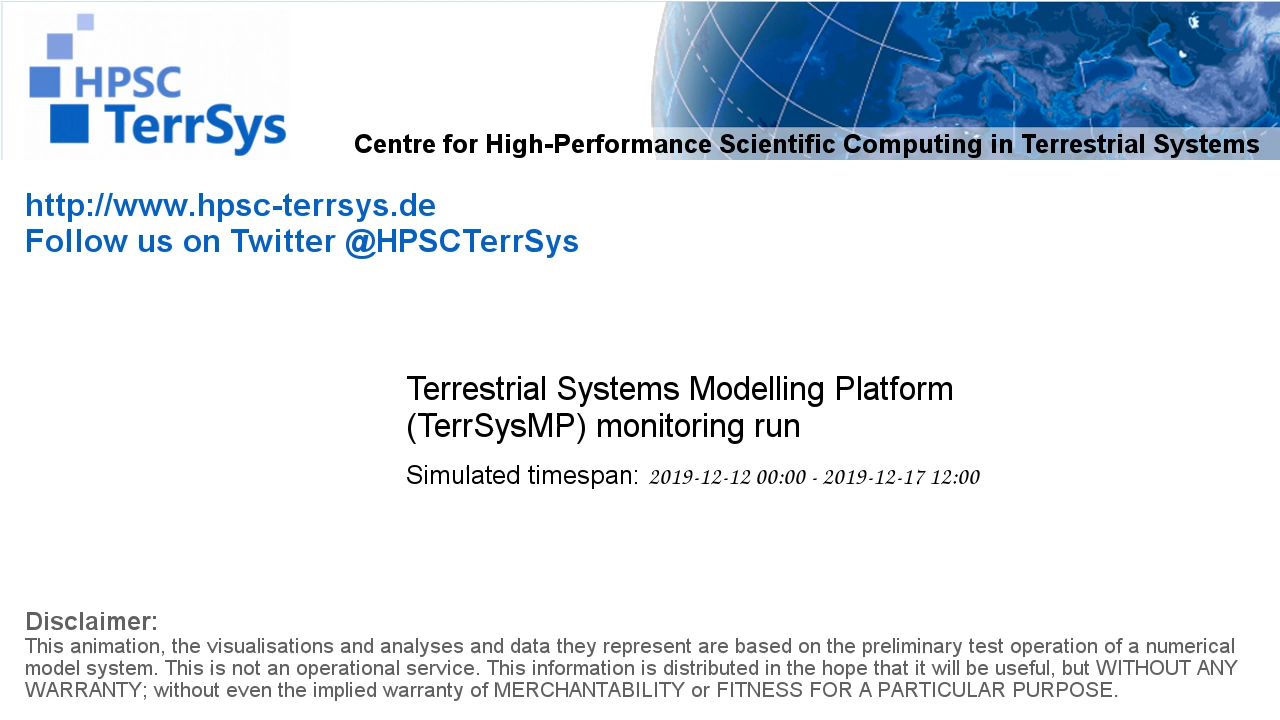 HPSC
TerrSys
Centre for High-Performance Scientific Computing in Terrestrial Systems
http://www.hpsc-terrsys.de
Follow us on Twitter @HPSCTerrSys
Terrestrial Systems Modelling Platform
(TerrSysMP) monitoring run
Simulated timespan: 2019-12-12 00:00 - 2019-12-17 12:00
Disclaimer:
This animation, the visualisations and analyses and data they represent are based on the preliminary test operation of a numerical
model system. This is not an operational service. This information is distributed in the hope that it will be useful, but WITHOUT ANY
WARRANTY; without even the implied warranty of MERCHANTABILITY or FITNESS FOR A PARTICULAR PURPOSE.